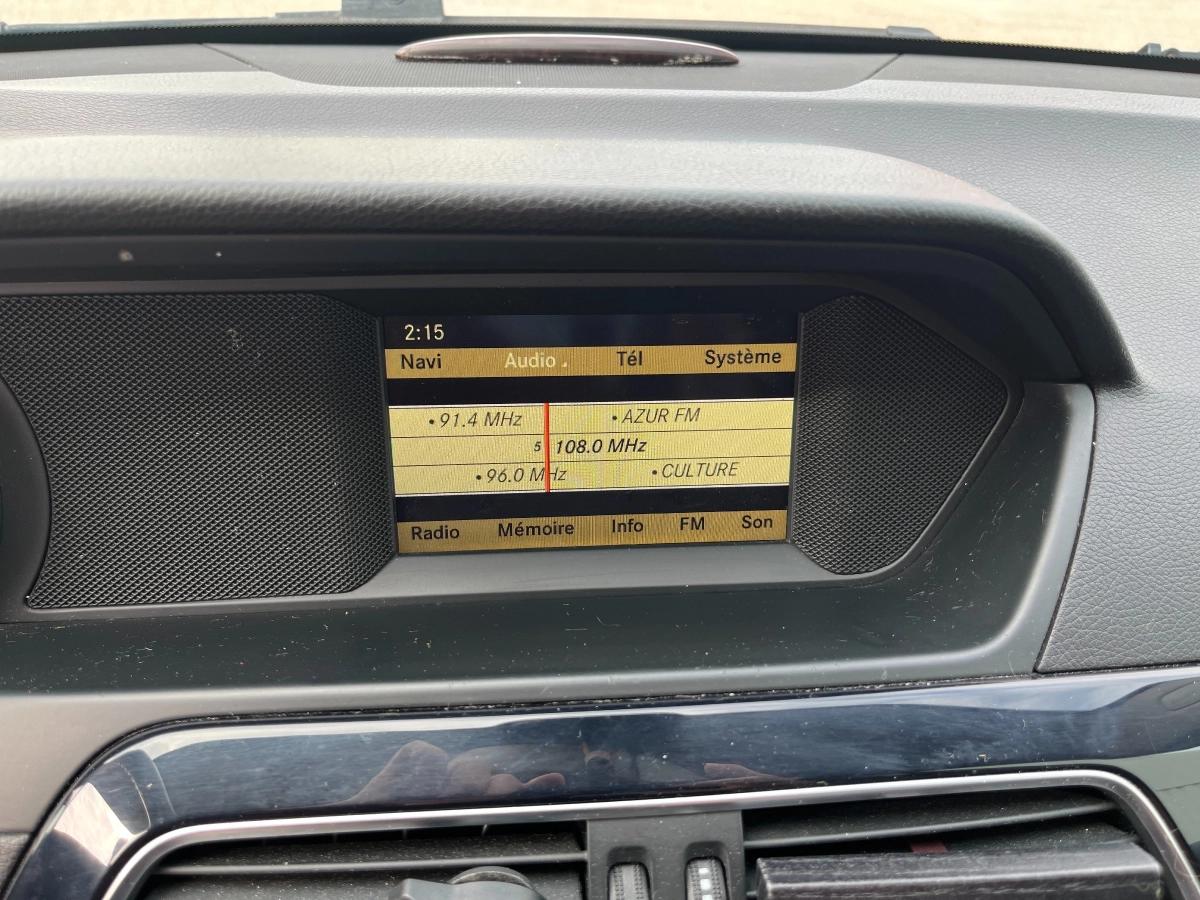 2:15
Navi Audio Tél Système
•91.4 MHz •AZUR FM
5 108.0 MHz
•96.0 MHz •CULTURE
Radio Mémoire Info FM Son